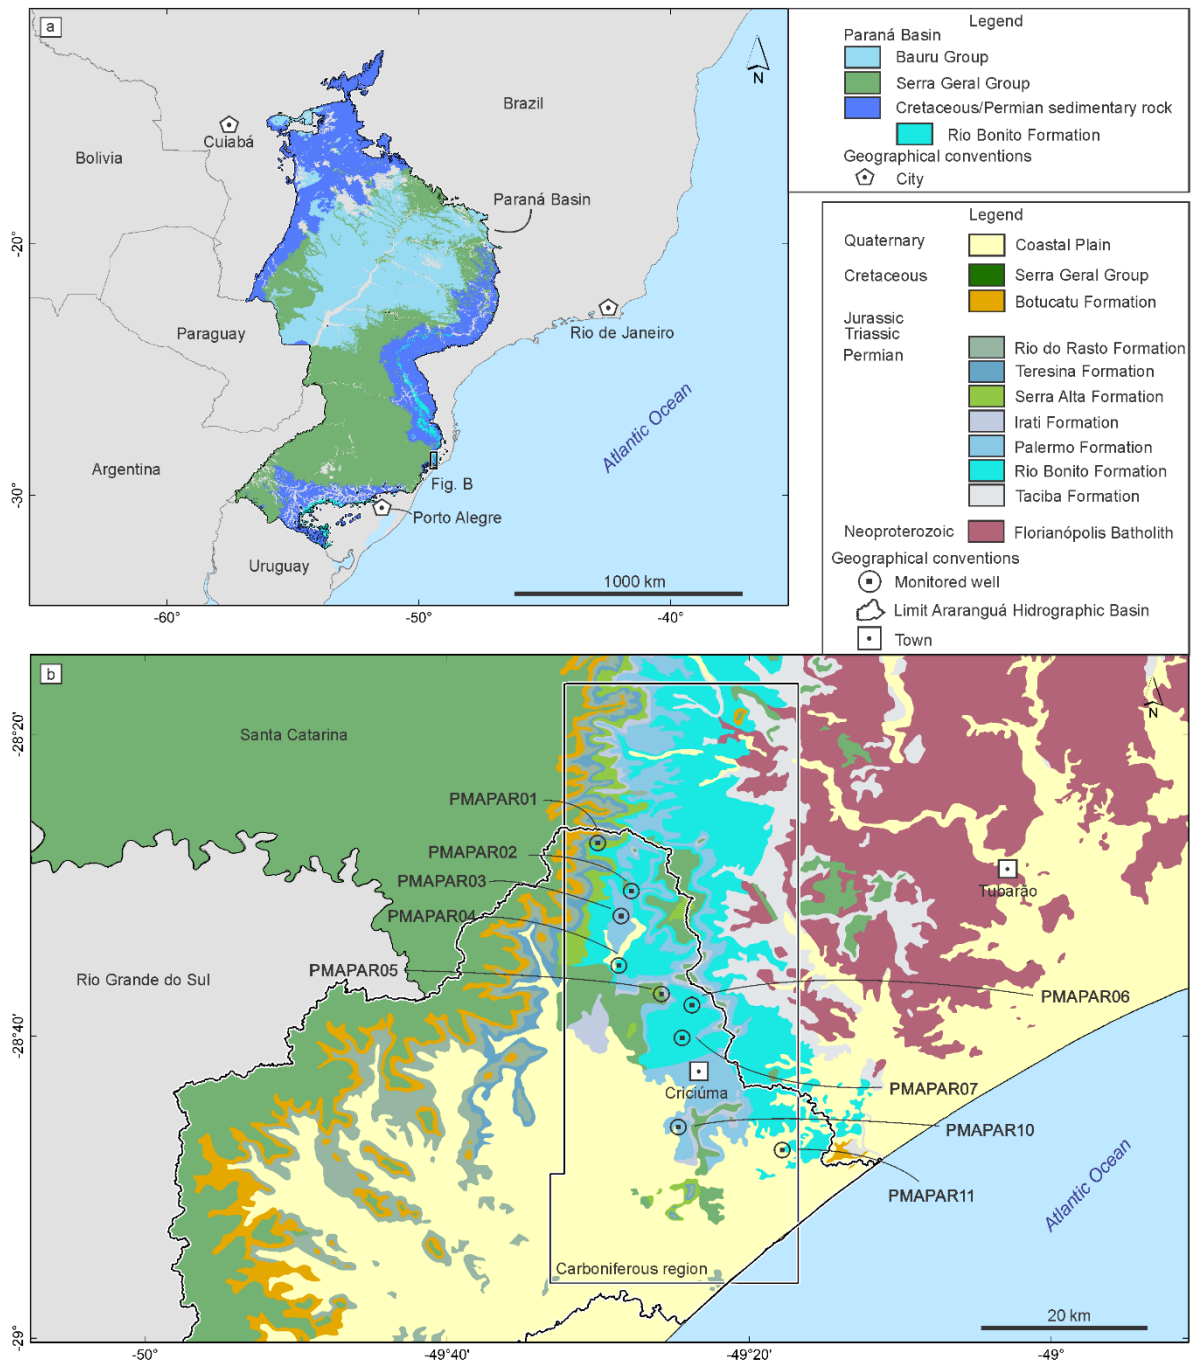 a
Brazil
Bolivia
Cuiabá
Paraná Basin
-20°
Paraguay
Rio de Janeiro
Atlantic Ocean
Argentina
Fig. B
-30°
Porto Alegre
Uruguay
1000 km
-60°
-50°
-40°
N
Legend
Paraná Basin
Bauru Group
Serra Geral Group
Cretaceous/Permian sedimentary rock
Rio Bonito Formation
Geographical conventions
City
Legend
Quaternary
Coastal Plain
Cretaceous
Serra Geral Group
Botucatu Formation
Jurassic
Triassic
Permian
Rio do Rasto Formation
Teresina Formation
Serra Alta Formation
Irati Formation
Palermo Formation
Rio Bonito Formation
Taciba Formation
Neoproterozoic
Florianópolis Batholith
Geographical conventions
Monitored well
Limit Araranguá Hidrographic Basin
Town
b
N
-28°20'
Santa Catarina
PMAPAR01
PMAPAR02
PMAPAR03
PMAPAR04
Tubarão
PMAPAR05
Rio Grande do Sul
PMAPAR06
-28°40'
Criciúma
PMAPAR07
PMAPAR10
PMAPAR11
Atlantic Ocean
Carboniferous region
20 km
-29°
-50°
-49°40'
-49°20'
-49°